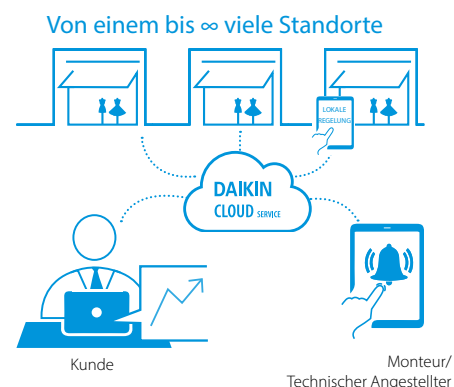 Von einem bis ∞ viele Standorte
LOKALE
REGELUNG
DAIKIN
CLOUD SERVICE
Kunde
Monteur/
Technischer Angestellter